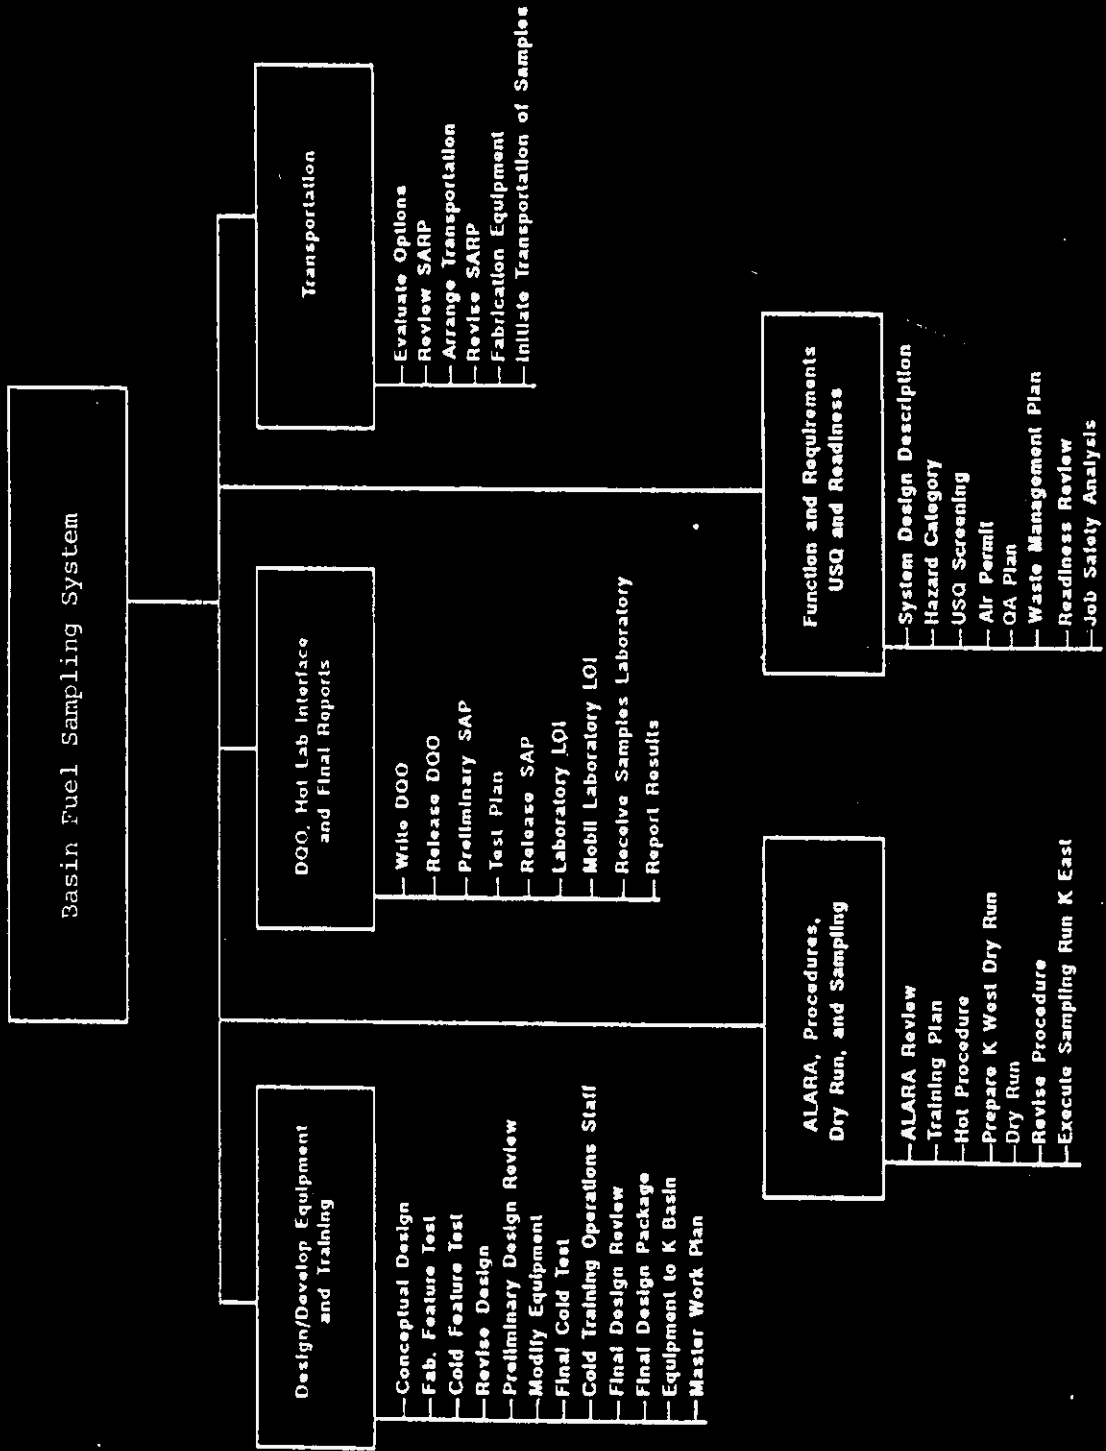 Basin Fuel Sampling System
Design/Develop Equipment
and Training
Conceptual Design
Fab. Feature Test
Cold Feature Test
Revise Design
Preliminary Design Review
Modify Equipment
Final Cold Test
Cold Training Operations Staff
Final Design Review
Final Design Package
Equipment to K Basin
Master Work Plan
DQO, Hot Lab Interface
and Final Reports
Write DQO
Release DQO
Preliminary SAP
Test Plan
Release SAP
Laboratory LOI
Mobil Laboratory LOI
Receive Samples Laboratory
Report Results
Transportation
Evaluate Options
Review SARP
Arrange Transportation
Revise SARP
Fabrication Equipment
Initiate Transportation of Samples
ALARA, Procedures,
Dry Run, and Sampling
ALARA Review
Training Plan
Hot Procedure
Prepare K West Dry Run
Dry Run
Revise Procedure
Execute Sampling Run K East
Function and Requirements
USQ and Readiness
System Design Description
Hazard Category
USQ Screening
Air Permit
QA Plan
Waste Management Plan
Readiness Review
Job Safety Analysis